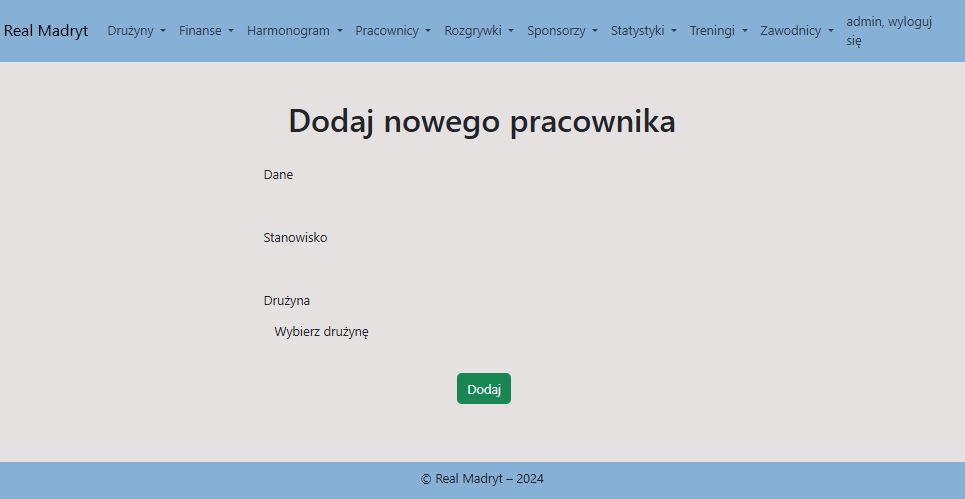 Real Madryt Drużyny Finanse Harmonogram Pracownicy Rozgrywki Sponsorzy Statystyki Treningi Zawodnicy admin, wyloguj
się
Dodaj nowego pracownika
Dane
Stanowisko
Drużyna
Wybierz drużynę
Dodaj
© Real Madryt – 2024